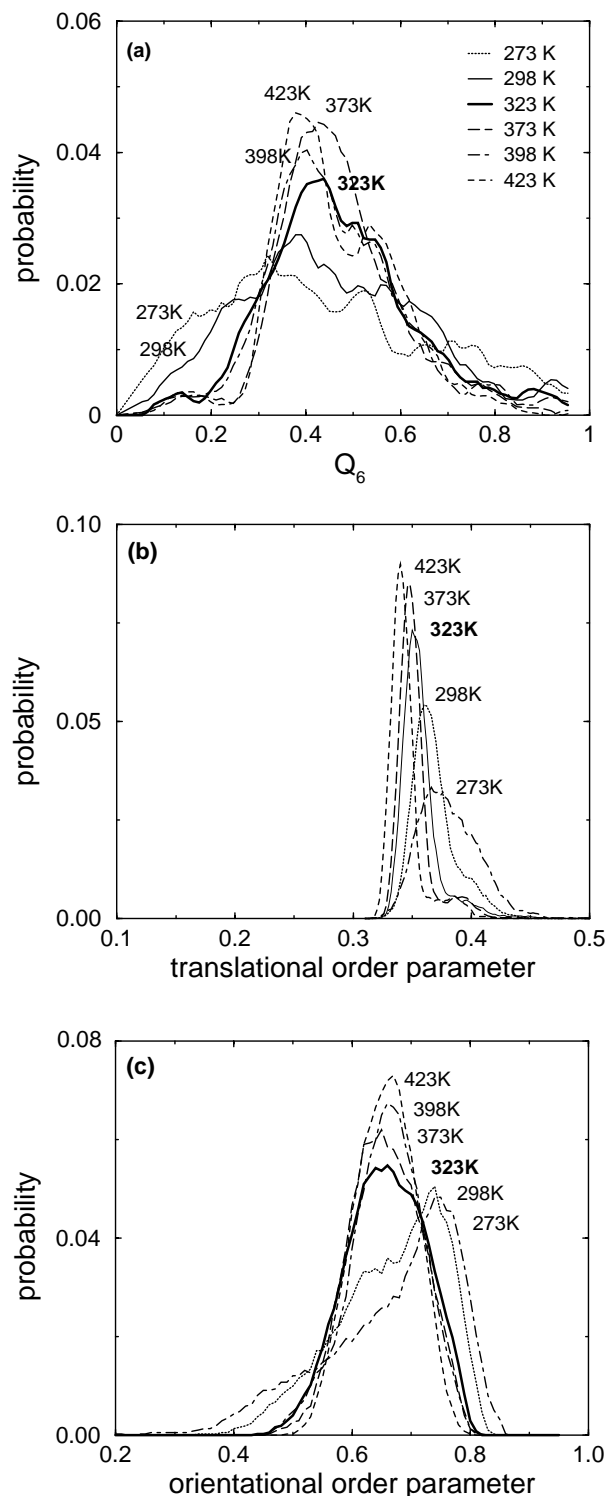 0.06
(a)
423K
373K
273 K
298 K
323 K
373 K
398 K
423 K
0.04
398K
323K
probability
0.02
273K
298K
0
0
0.2
0.4
0.6
0.8
1
Q6
0.10
(b)
423K
373K
323K
probability
0.05
298K
273K
0.00
0.1
0.2
0.3
0.4
0.5
translational order parameter
0.08
(c)
423K
398K
373K
323K
298K
273K
probability
0.04
0.00
0.2
0.4
0.6
0.8
1.0
orientational order parameter